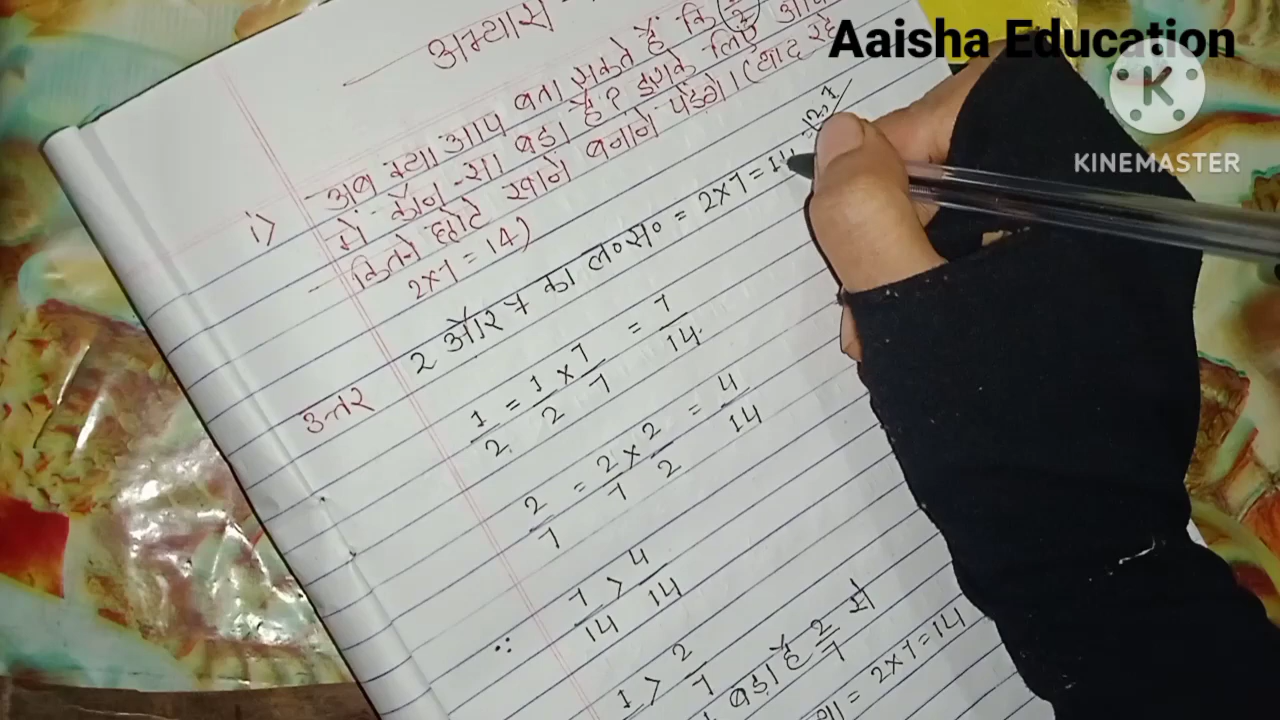 Aaisha Education
K
KINEMASTER
अभ्यास
i) अब क्या आप बता सकते हैं कि
में कौन-सा बड़ा है? इसके लिए
कितने छोटे खाने बनाने पड़ेंगे। (याद रहे
2×7 = 14)
उत्तर 2 और 7 का ल०स० = 2×7 = 14
1/2 = 1/2 × 7/7 = 7/14
2/7 = 2/7 × 2/2 = 4/14
∵ 7/14 > 4/14
1 > 2/7
बड़ा है 2/7 से
= 2×7 = 14